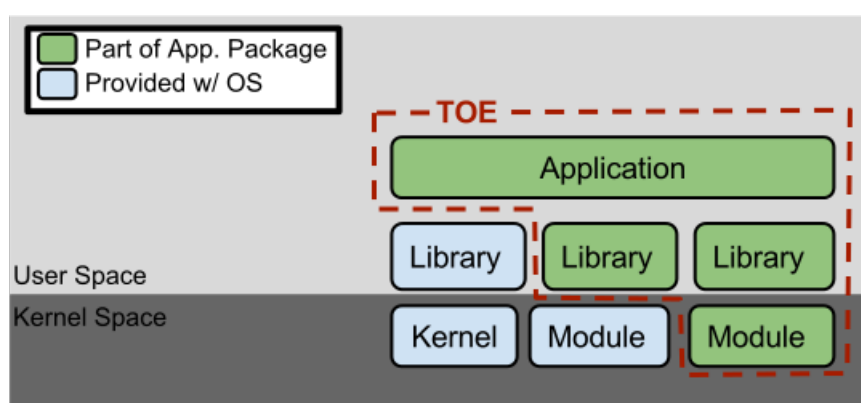 Part of App. Package
Provided w/ OS
TOE
Application
Library Library Library
User Space
Kernel Space
Kernel Module Module